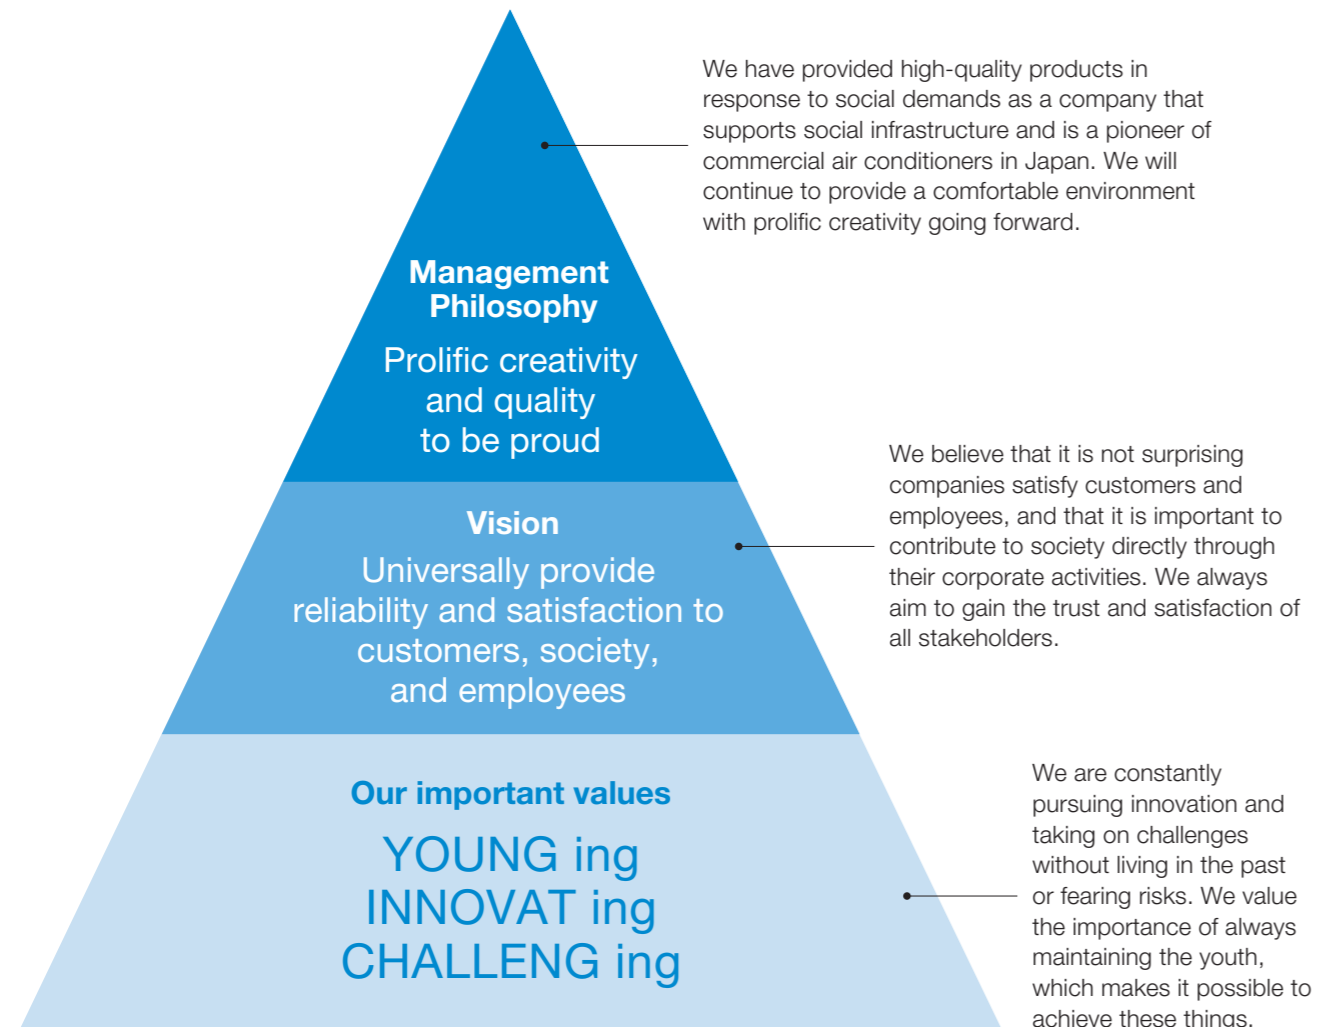 We have provided high-quality products in
response to social demands as a company that
supports social infrastructure and is a pioneer of
commercial air conditioners in Japan. We will
continue to provide a comfortable environment
with prolific creativity going forward.
Management
Philosophy
Prolific creativity
and quality
to be proud
We believe that it is not surprising
companies satisfy customers and
employees, and that it is important to
contribute to society directly through
their corporate activities. We always
aim to gain the trust and satisfaction of
all stakeholders.
Vision
Universally provide
reliability and satisfaction to
customers, society,
and employees
Our important values
YOUNG ing
INNOVAT ing
CHALLENG ing
We are constantly
pursuing innovation and
taking on challenges
without living in the past
or fearing risks. We value
the importance of always
maintaining the youth,
which makes it possible to
achieve these things.